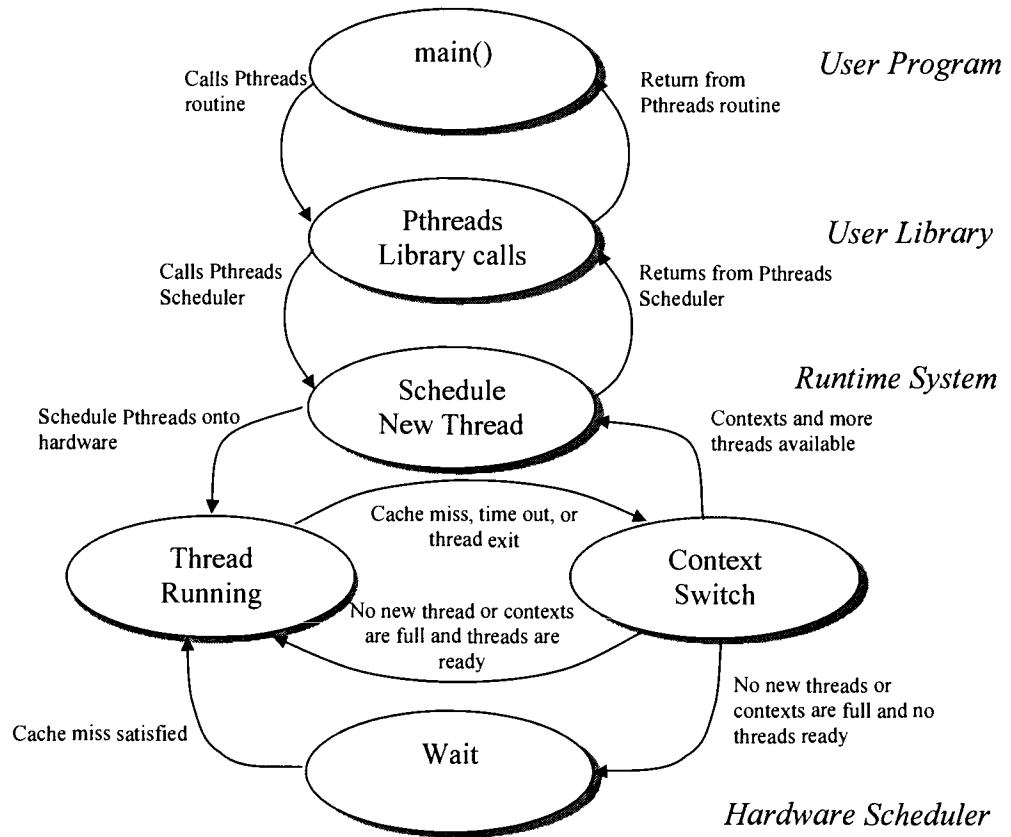 main()
User Program
Calls Pthreads
routine
Return from
Pthreads routine
Pthreads
Library calls
User Library
Calls Pthreads
Scheduler
Returns from Pthreads
Scheduler
Schedule
New Thread
Runtime System
Schedule Pthreads onto
hardware
Contexts and more
threads available
Cache miss, time out, or
thread exit
Thread
Running
Context
Switch
No new thread or contexts
are full and threads are
ready
No new threads or
contexts are full and no
threads ready
Cache miss satisfied
Wait
Hardware Scheduler